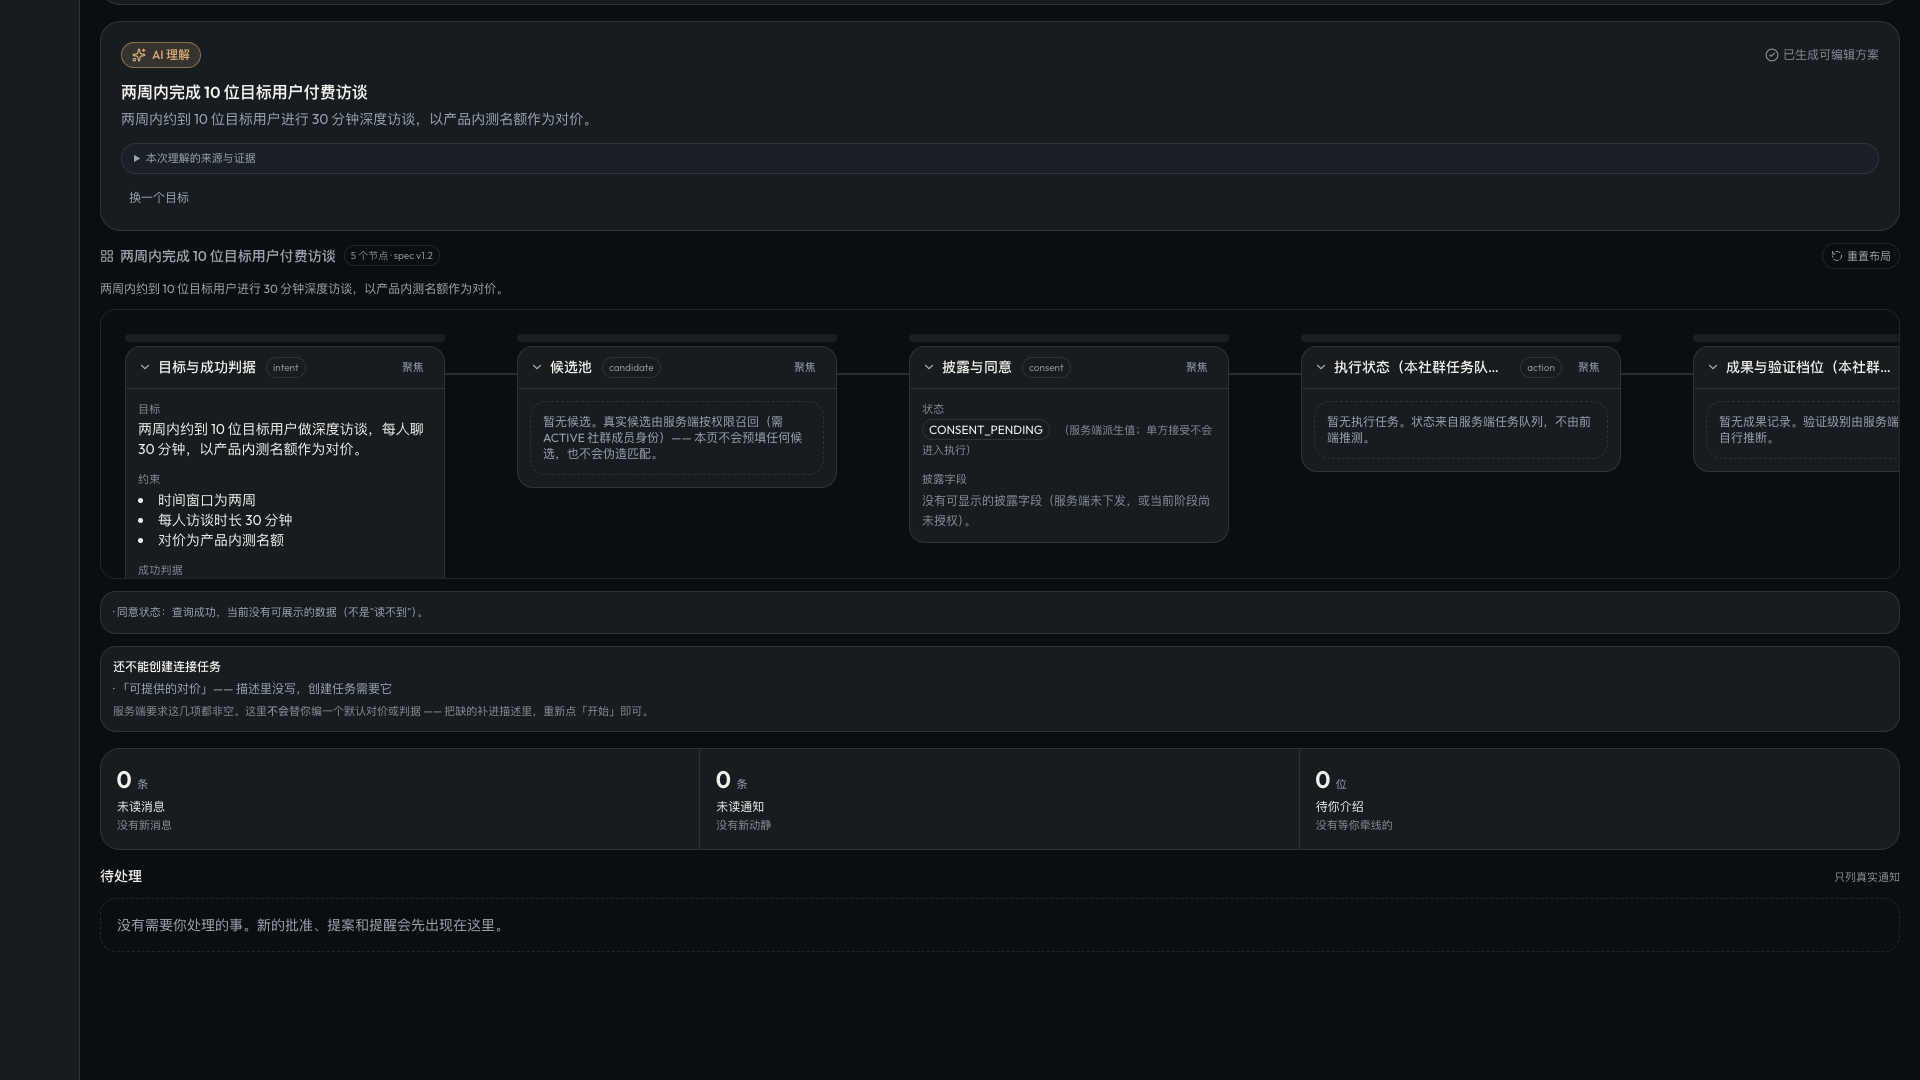 AI 理解
已生成可编辑方案
两周内完成 10 位目标用户付费访谈
两周内约到 10 位目标用户进行 30 分钟深度访谈，以产品内测名额作为对价。
本次理解的来源与证据
换一个目标
两周内完成 10 位目标用户付费访谈
5 个节点 · spec v1.2
重置布局
两周内约到 10 位目标用户进行 30 分钟深度访谈，以产品内测名额作为对价。
目标与成功判据
intent
聚焦
目标
两周内约到 10 位目标用户做深度访谈，每人聊
30 分钟，以产品内测名额作为对价。
约束
• 时间窗口为两周
• 每人访谈时长 30 分钟
• 对价为产品内测名额
成功判据
候选池
candidate
聚焦
暂无候选。真实候选由服务端按权限召回（需
ACTIVE 社群成员身份）—— 本页不会预填任何候
选，也不会伪造匹配。
披露与同意
consent
聚焦
状态
CONSENT_PENDING （服务端派生值；单方接受不会
进入执行）
披露字段
没有可显示的披露字段（服务端未下发，或当前阶段尚
未授权）。
执行状态（本社群任务队...
action
聚焦
暂无执行任务。状态来自服务端任务队列，不由前
端推测。
成果与验证档位（本社群...
暂无成果记录。验证级别由服务端
自行推断。
· 同意状态：查询成功，当前没有可展示的数据（不是"读不到"）。
还不能创建连接任务
· 「可提供的对价」—— 描述里没写，创建任务需要它
服务端要求这几项都非空。这里不会替你编一个默认对价或判据 —— 把缺的补进描述里，重新点「开始」即可。
0 条
未读消息
没有新消息
0 条
未读通知
没有新动静
0 位
待你介绍
没有等你牵线的
待处理
只列真实通知
没有需要你处理的事。新的批准、提案和提醒会先出现在这里。